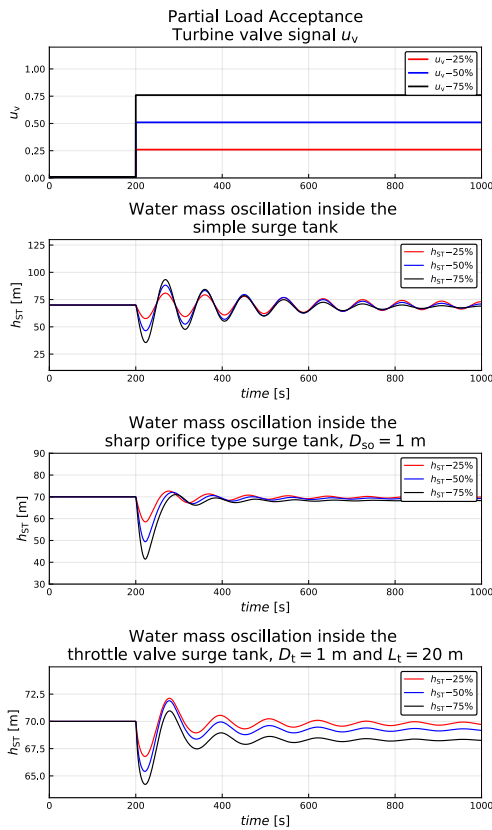 Partial Load Acceptance
Turbine valve signal u_v
u_v
1.00
0.75
0.50
0.25
0.00
u_v−25%
u_v−50%
u_v−75%
0 200 400 600 800 1000
Water mass oscillation inside the
simple surge tank
h_ST [m]
125
100
75
50
25
h_ST−25%
h_ST−50%
h_ST−75%
0 200 400 600 800 1000
time [s]
Water mass oscillation inside the
sharp orifice type surge tank, D_so = 1 m
h_ST [m]
90
80
70
60
50
40
30
h_ST−25%
h_ST−50%
h_ST−75%
0 200 400 600 800 1000
time [s]
Water mass oscillation inside the
throttle valve surge tank, D_t = 1 m and L_t = 20 m
h_ST [m]
72.5
70.0
67.5
65.0
h_ST−25%
h_ST−50%
h_ST−75%
0 200 400 600 800 1000
time [s]